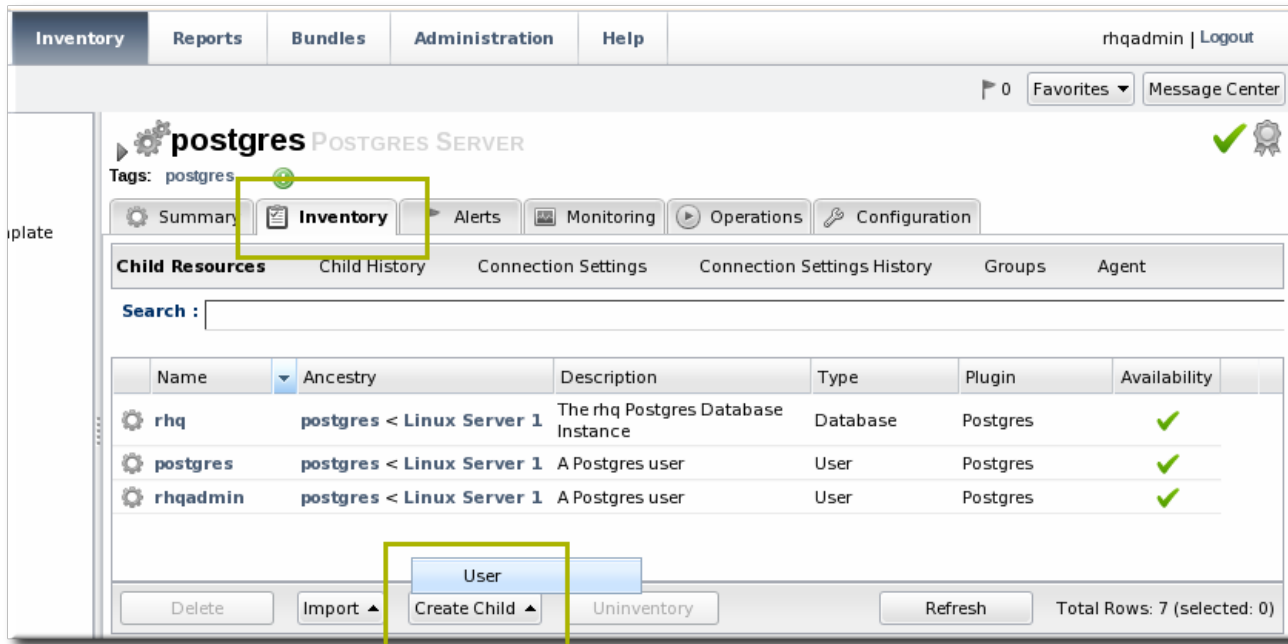 Inventory Reports Bundles Administration Help rhqadmin | Logout
0 Favorites Message Center
postgres POSTGRES SERVER
Tags: postgres
Summary Inventory Alerts Monitoring Operations Configuration
plate
Child Resources Child History Connection Settings Connection Settings History Groups Agent
Search :
Name Ancestry Description Type Plugin Availability
rhq postgres < Linux Server 1 The rhq Postgres Database Instance Database Postgres
postgres postgres < Linux Server 1 A Postgres user User Postgres
rhqadmin postgres < Linux Server 1 A Postgres user User Postgres
User
Delete Import Create Child Uninventory Refresh Total Rows: 7 (selected: 0)